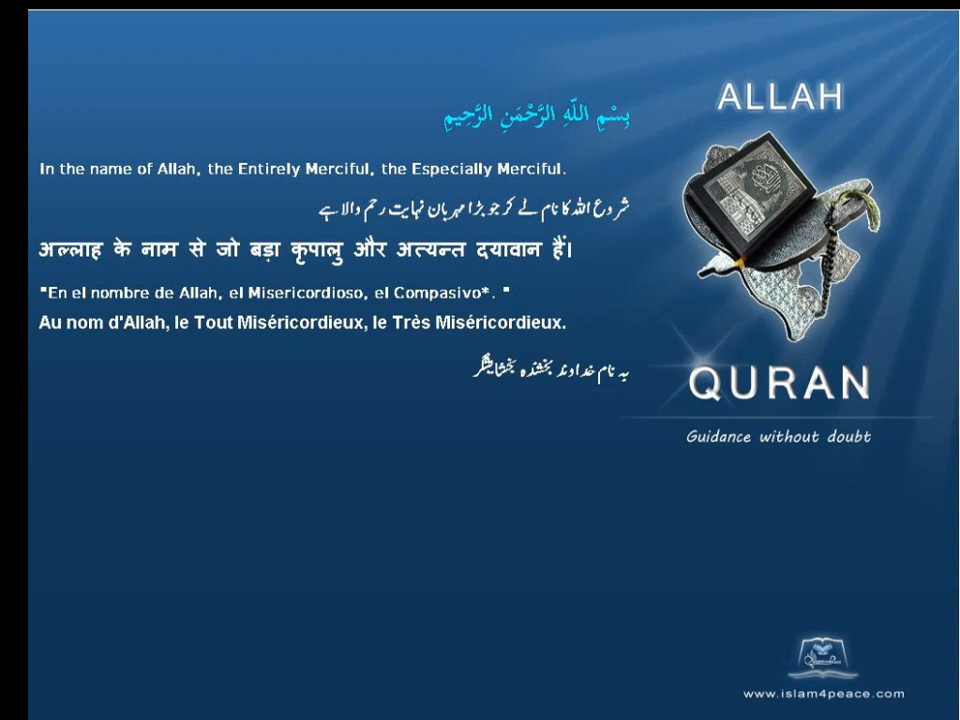 بِسْمِ اللّهِ الرَّحْمَنِ الرَّحِيمِ
In the name of Allah, the Entirely Merciful, the Especially Merciful.
شروع اللہ کا نام لے کر جو بڑا مہربان نہایت رحم والا ہے
अल्लाह के नाम से जो बड़ा कृपालु और अत्यन्त दयावान हैं।
"En el nombre de Allah, el Misericordioso, el Compasivo*. "
Au nom d'Allah, le Tout Miséricordieux, le Très Miséricordieux.
به نام خداوند بخشنده بخشایشگر
ALLAH
QURAN
Guidance without doubt
www.islam4peace.com